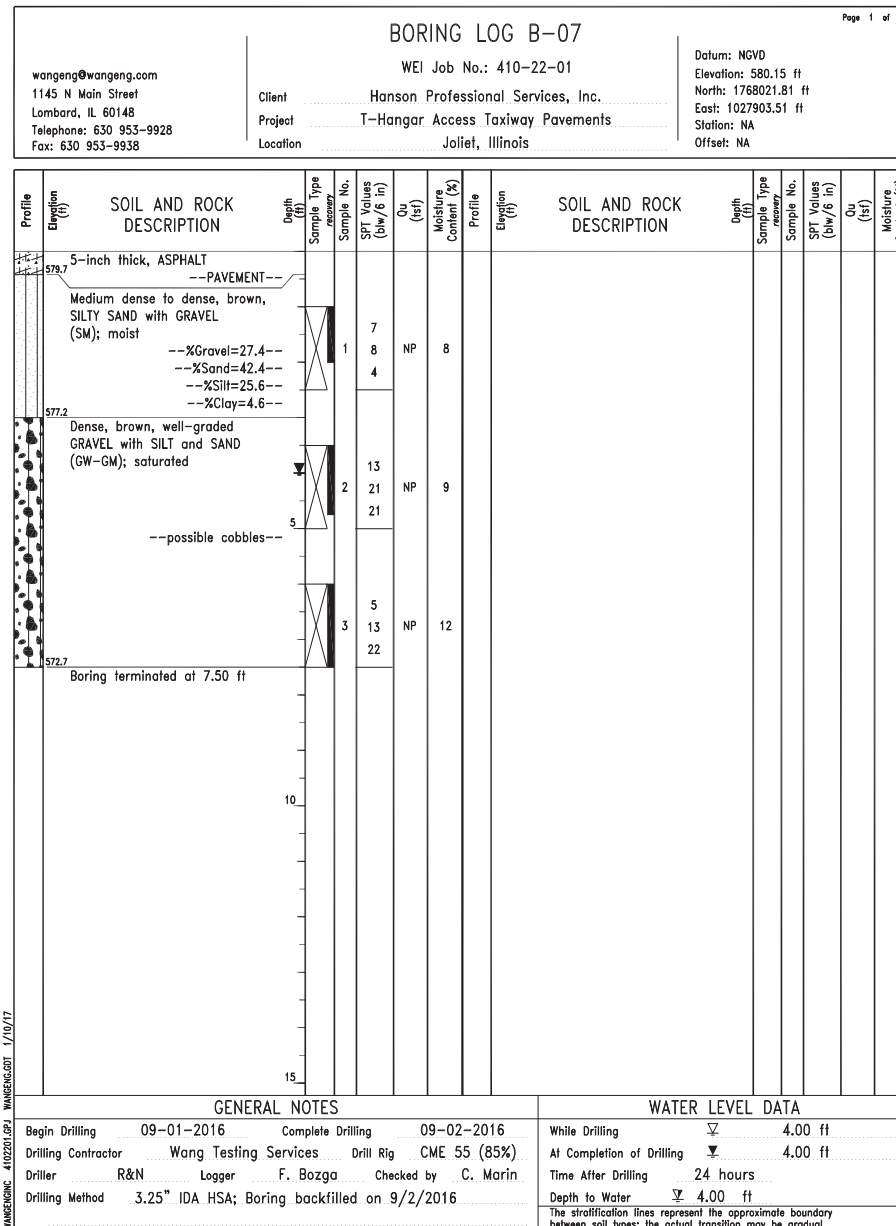 Page 1 of
BORING LOG B-07
WEI Job No.: 410-22-01
wangeng@wangeng.com
1145 N Main Street
Lombard, IL 60148
Telephone: 630 953-9928
Fax: 630 953-9938
Client Hanson Professional Services, Inc.
Project T-Hangar Access Taxiway Pavements
Location Joliet, Illinois
Datum: NGVD
Elevation: 580.15 ft
North: 1768021.81 ft
East: 1027903.51 ft
Station: NA
Offset: NA
Profile Elevation (ft) SOIL AND ROCK DESCRIPTION Depth (ft) Sample Type recovery Sample No. SPT Values (blw/6 in) Qu (tsf) Moisture Content (%) Profile Elevation (ft) SOIL AND ROCK DESCRIPTION Depth (ft) Sample Type recovery Sample No. SPT Values (blw/6 in) Qu (tsf) Moisture
5-inch thick, ASPHALT
579.7 --PAVEMENT--
Medium dense to dense, brown,
SILTY SAND with GRAVEL
(SM); moist
7
--%Gravel=27.4-- 1 8 NP 8
--%Sand=42.4-- 4
--%Silt=25.6--
--%Clay=4.6--
577.2
Dense, brown, well-graded
GRAVEL with SILT and SAND
(GW-GM); saturated
13
2 21 NP 9
21
5
--possible cobbles--
5
3 13 NP 12
22
572.7
Boring terminated at 7.50 ft
10
15
GENERAL NOTES
Begin Drilling 09-01-2016 Complete Drilling 09-02-2016
Drilling Contractor Wang Testing Services Drill Rig CME 55 (85%)
Driller R&N Logger F. Bozga Checked by C. Marin
Drilling Method 3.25" IDA HSA; Boring backfilled on 9/2/2016
WATER LEVEL DATA
While Drilling 4.00 ft
At Completion of Drilling 4.00 ft
Time After Drilling 24 hours
Depth to Water 4.00 ft
The stratification lines represent the approximate boundary
between soil types; the actual transition may be gradual.
WANGENGINC 4102201.GPJ WANGENG.GDT 1/10/17